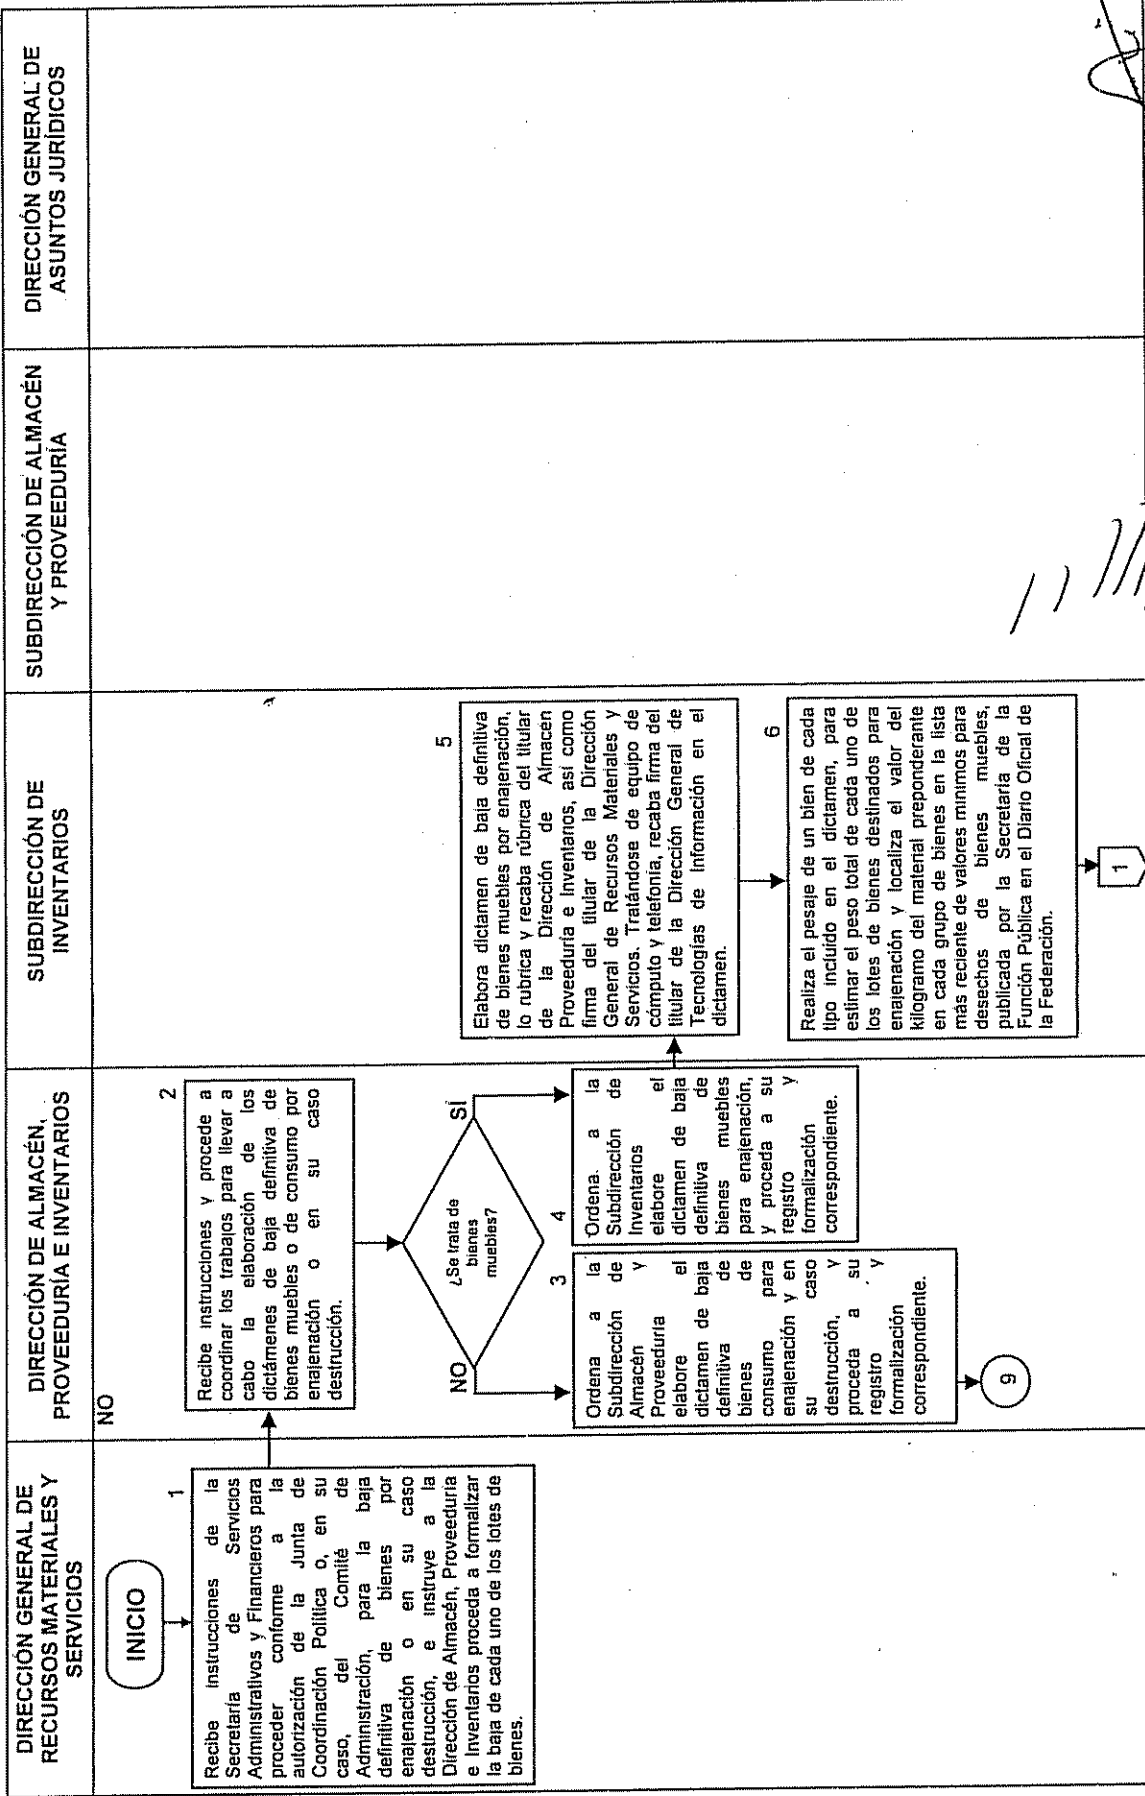 DIRECCIÓN GENERAL DE
RECURSOS MATERIALES Y
SERVICIOS
DIRECCIÓN DE ALMACÉN,
PROVEEDURÍA E INVENTARIOS
SUBDIRECCIÓN DE
INVENTARIOS
SUBDIRECCIÓN DE ALMACÉN
Y PROVEEDURÍA
DIRECCIÓN GENERAL DE
ASUNTOS JURÍDICOS
NO
INICIO
1
Recibe instrucciones de la
Secretaría de Servicios
Administrativos y Financieros para
proceder conforme a la
autorización de la Junta de
Coordinación Política o, en su
caso, del Comité de
Administración, para la baja
definitiva de bienes por
enajenación o en su caso
destrucción, e instruye a la
Dirección de Almacén, Proveeduría
e Inventarios proceda a formalizar
la baja de cada uno de los lotes de
bienes.
2
Recibe instrucciones y procede a
coordinar los trabajos para llevar a
cabo la elaboración de los
dictámenes de baja definitiva de
bienes muebles o de consumo por
enajenación o en su caso
destrucción.
¿Se trata de
bienes
muebles?
NO
SÍ
3
Ordena a la
Subdirección de
Almacén y
Proveeduría
elabore el
dictamen de baja
definitiva de
bienes de
consumo para
enajenación y en
su caso
destrucción, y
proceda a su
registro y
formalización
correspondiente.
9
4
Ordena a la
Subdirección de
Inventarios
elabore el
dictamen de baja
definitiva de
bienes muebles
para enajenación,
y proceda a su
registro y
formalización
correspondiente.
5
Elabora dictamen de baja definitiva
de bienes muebles por enajenación,
lo rubrica y recaba rúbrica del titular
de la Dirección de Almacen
Proveeduría e Inventarios, así como
firma del titular de la Dirección
General de Recursos Materiales y
Servicios. Tratándose de equipo de
cómputo y telefonía, recaba firma del
titular de la Dirección General de
Tecnologías de Información en el
dictamen.
6
Realiza el pesaje de un bien de cada
tipo incluido en el dictamen, para
estimar el peso total de cada uno de
los lotes de bienes destinados para
enajenación y localiza el valor del
kilogramo del material preponderante
en cada grupo de bienes en la lista
más reciente de valores mínimos para
desechos de bienes muebles,
publicada por la Secretaría de la
Función Pública en el Diario Oficial de
la Federación.
1